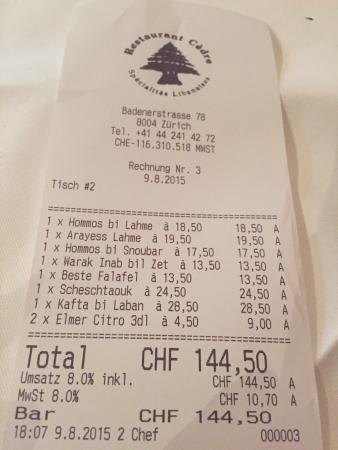 Restaurant Cèdre
Spécialités Libanaises
Badenerstrasse 78
8004 Zürich
Tel. +41 44 241 42 72
CHE-116.310.518 MWST
Rechnung Nr. 3
9.8.2015
Tisch #2
1 x Hommos bi Lahme à 18,50 18,50 A
1 x Arayess Lahme à 19,50 19,50 A
1 x Hommos bi Snoubar à 17,50 17,50 A
1 x Warak Inab bil Zet à 13,50 13,50 A
1 x Beste Falafel à 13,50 13,50 A
1 x Scheschtaouk à 24,50 24,50 A
1 x Kafta bi Laban à 28,50 28,50 A
2 x Elmer Citro 3dl à 4,50 9,00 A
Total CHF 144,50
Umsatz 8.0% inkl. CHF 144,50 A
MwSt 8.0% CHF 10,70 A
Bar CHF 144,50
18:07 9.8.2015 2 Chef 000003